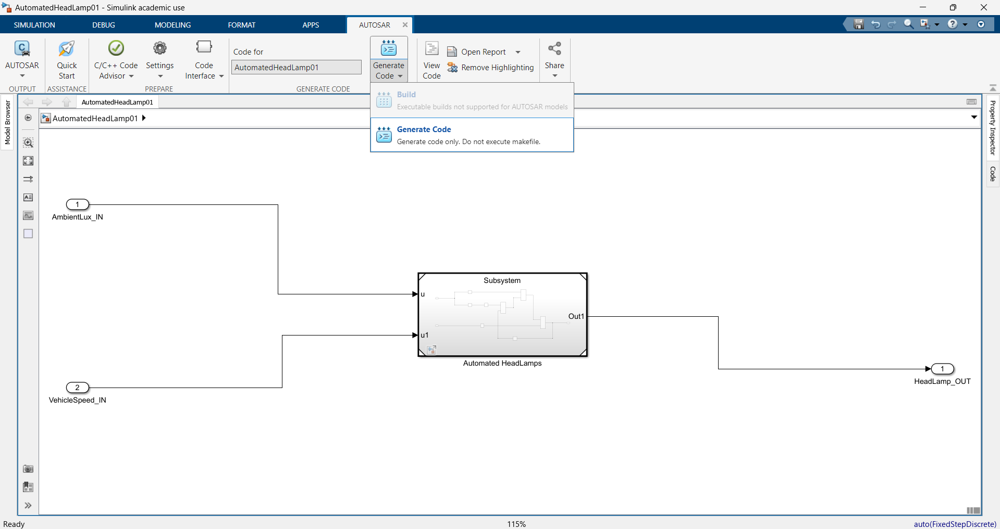 AutomatedHeadLamp01 - Simulink academic use
SIMULATION DEBUG MODELING FORMAT APPS AUTOSAR
AUTOSAR
Quick Start
C/C++ Code Advisor
Settings
Code Interface
Code for
AutomatedHeadLamp01
Generate Code
View Code
Open Report
Remove Highlighting
Share
OUTPUT ASSISTANCE PREPARE GENERATE CODE
Build
Executable builds not supported for AUTOSAR models
Generate Code
Generate code only. Do not execute makefile.
Model Browser
AutomatedHeadLamp01
AutomatedHeadLamp01
Property Inspector
Code
1
AmbientLux_IN
Subsystem
u
Out1
u1
Automated HeadLamps
1
HeadLamp_OUT
2
VehicleSpeed_IN
Ready 115% auto(FixedStepDiscrete)